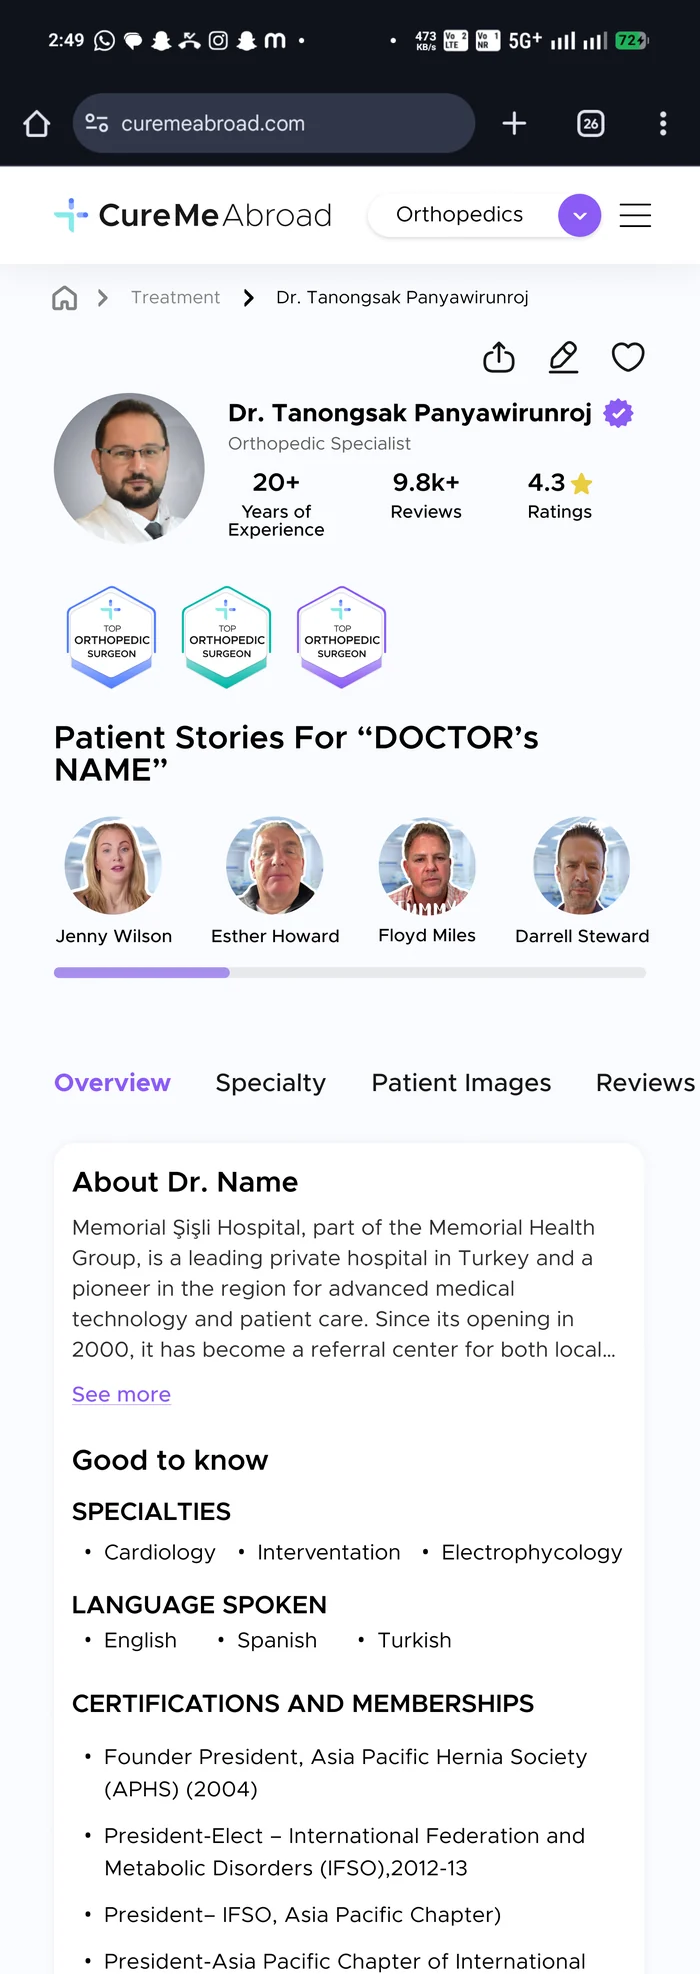 2:49
473 KB/s Vo 2 LTE Vo 1 NR 5G+ 72
curemeabroad.com
26
CureMeAbroad Orthopedics
Treatment Dr. Tanongsak Panyawirunroj
Dr. Tanongsak Panyawirunroj
Orthopedic Specialist
20+ 9.8k+ 4.3
Years of Reviews Ratings
Experience
TOP TOP TOP
ORTHOPEDIC ORTHOPEDIC ORTHOPEDIC
SURGEON SURGEON SURGEON
Patient Stories For “DOCTOR’s
NAME”
Jenny Wilson Esther Howard Floyd Miles Darrell Steward
Overview Specialty Patient Images Reviews
About Dr. Name
Memorial Şişli Hospital, part of the Memorial Health
Group, is a leading private hospital in Turkey and a
pioneer in the region for advanced medical
technology and patient care. Since its opening in
2000, it has become a referral center for both local...
See more
Good to know
SPECIALTIES
• Cardiology • Interventation • Electrophycology
LANGUAGE SPOKEN
• English • Spanish • Turkish
CERTIFICATIONS AND MEMBERSHIPS
• Founder President, Asia Pacific Hernia Society
(APHS) (2004)
• President-Elect – International Federation and
Metabolic Disorders (IFSO),2012-13
• President– IFSO, Asia Pacific Chapter)
• President-Asia Pacific Chapter of International